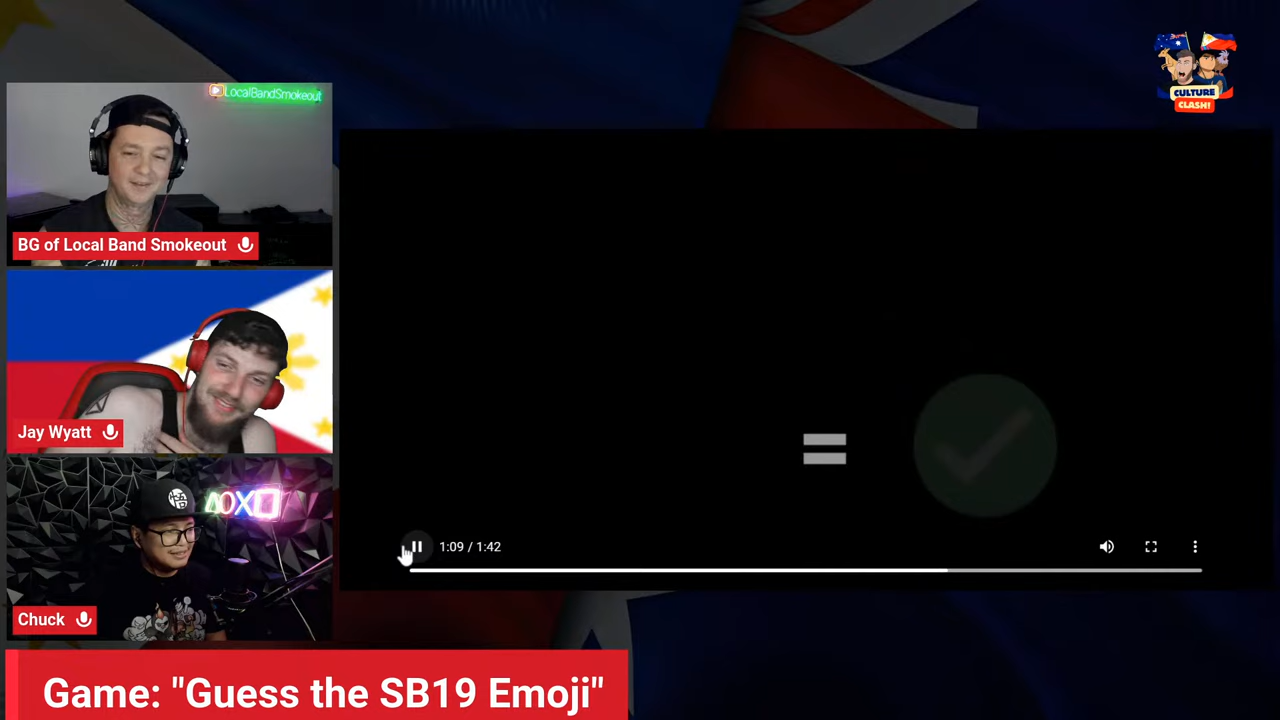 LocalBandSmokeout
CULTURE
CLASH!
BG of Local Band Smokeout
Jay Wyatt
悟
Chuck
1:09 / 1:42
Game: "Guess the SB19 Emoji"